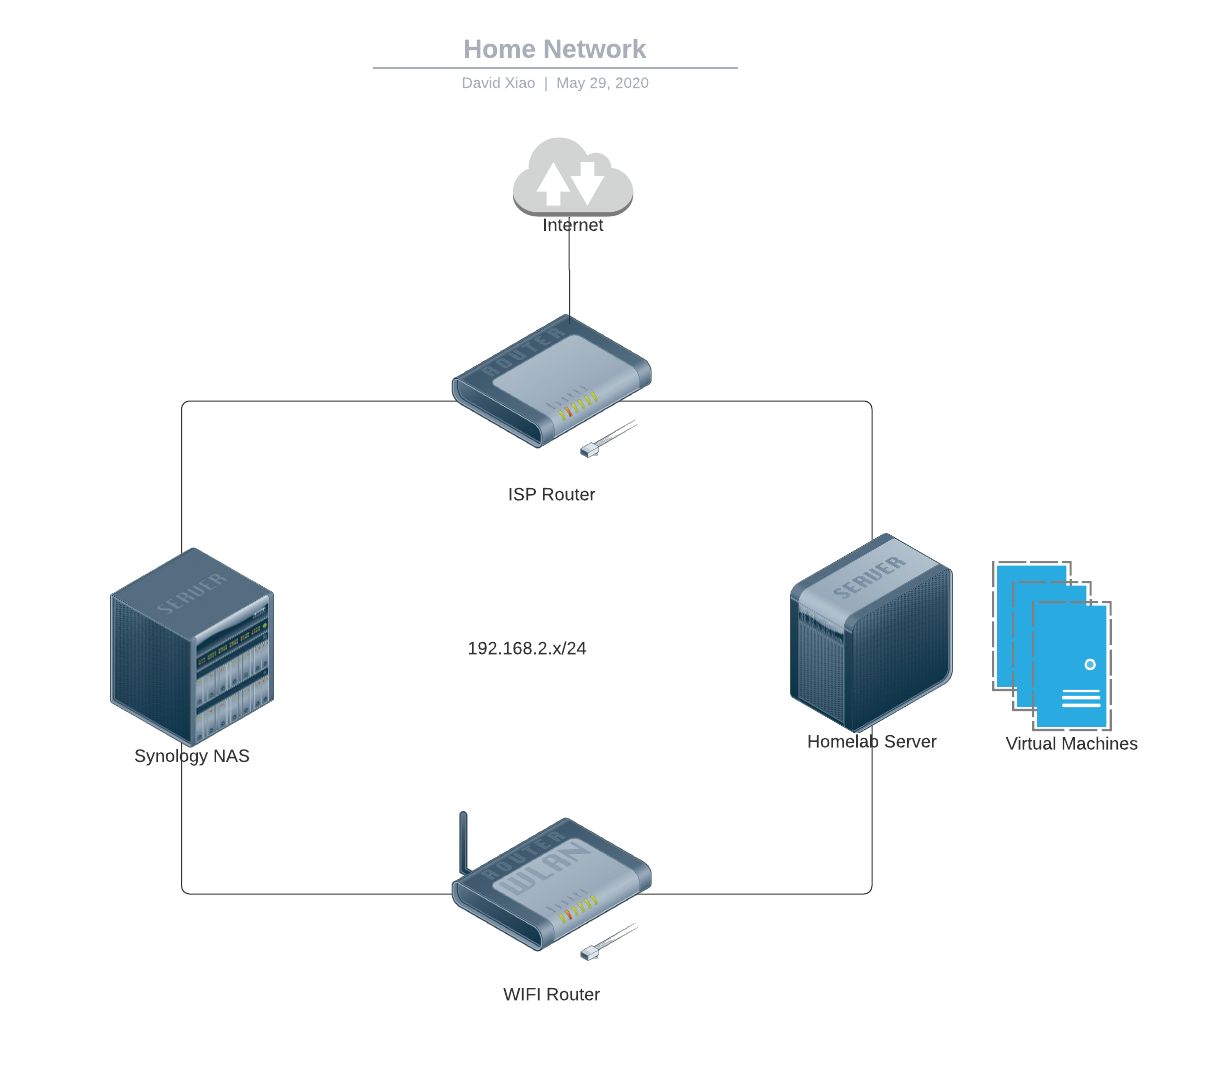 Home Network
David Xiao | May 29, 2020
Internet
ROUTER
ISP Router
SERVER
SERVER
192.168.2.x/24
Homelab Server
Virtual Machines
Synology NAS
ROUTER
WLAN
WIFI Router